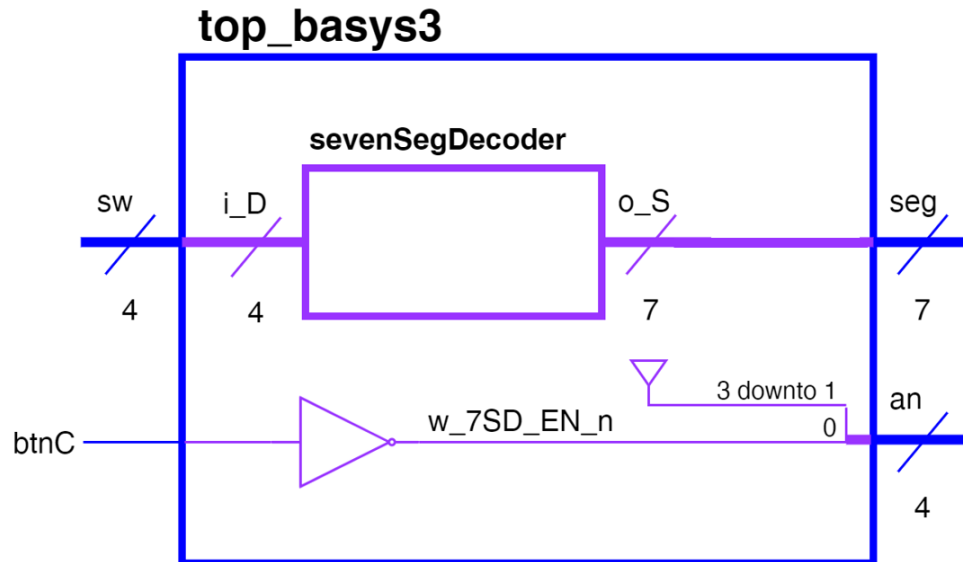 top_basys3
sevenSegDecoder
sw
i_D
o_S
seg
4
4
7
7
3 downto 1
an
btnC
w_7SD_EN_n
0
4